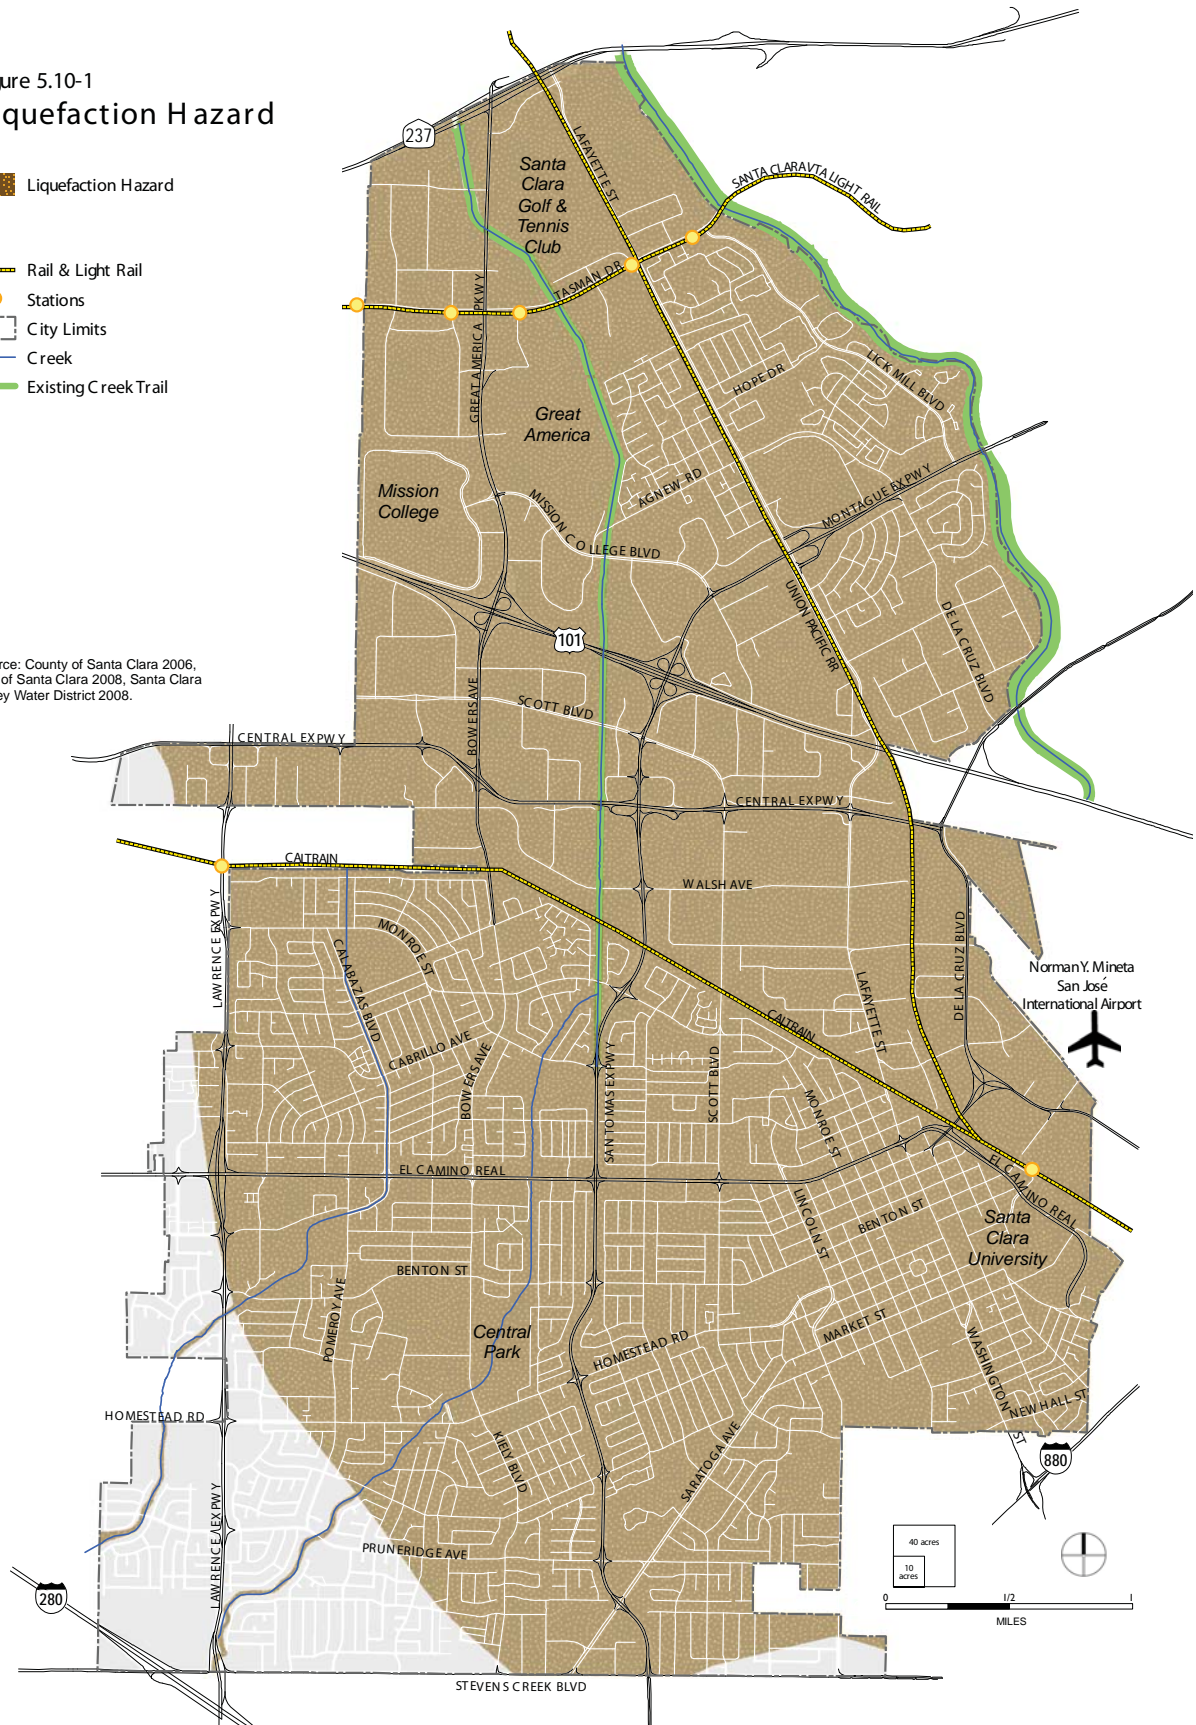 ure 5.10-1
quefaction Hazard
Liquefaction Hazard
Rail & Light Rail
Stations
City Limits
Creek
Existing Creek Trail
rce: County of Santa Clara 2006,
of Santa Clara 2008, Santa Clara
ey Water District 2008.
237
Santa
Clara
Golf &
Tennis
Club
LAFAYETTE ST
SANTA CLARA VTA LIGHT RAIL
TASMAN DR
GREAT AMERICA PKWY
HOPE DR
LICK MILL BLVD
Great
America
AGNEW RD
MONTAGUE EXPWY
Mission
College
MISSION COLLEGE BLVD
UNION PACIFIC RR
DE LA CRUZ BLVD
101
BOWERS AVE
SCOTT BLVD
CENTRAL EXPWY
CENTRAL EXPWY
CALTRAIN
WALSH AVE
LAWRENCE EXPWY
MONROE ST
CALABAZAS BLVD
CABRILLO AVE
BOWERS AVE
SAN TOMAS EXPWY
SCOTT BLVD
CALTRAIN
LAFAYETTE ST
DE LA CRUZ BLVD
Norman Y. Mineta
San José
International Airport
MONROE ST
EL CAMINO REAL
EL CAMINO REAL
LINCOLN ST
BENTON ST
Santa
Clara
University
BENTON ST
POMEROY AVE
Central
Park
HOMESTEAD RD
MARKET ST
WASHINGTON ST
NEWHALL ST
HOMESTEAD RD
KIELY BLVD
SARATOGA AVE
880
LAWRENCE EXPWY
PRUNERIDGE AVE
280
40 acres
10
acres
0 1/2 1
MILES
STEVENS CREEK BLVD